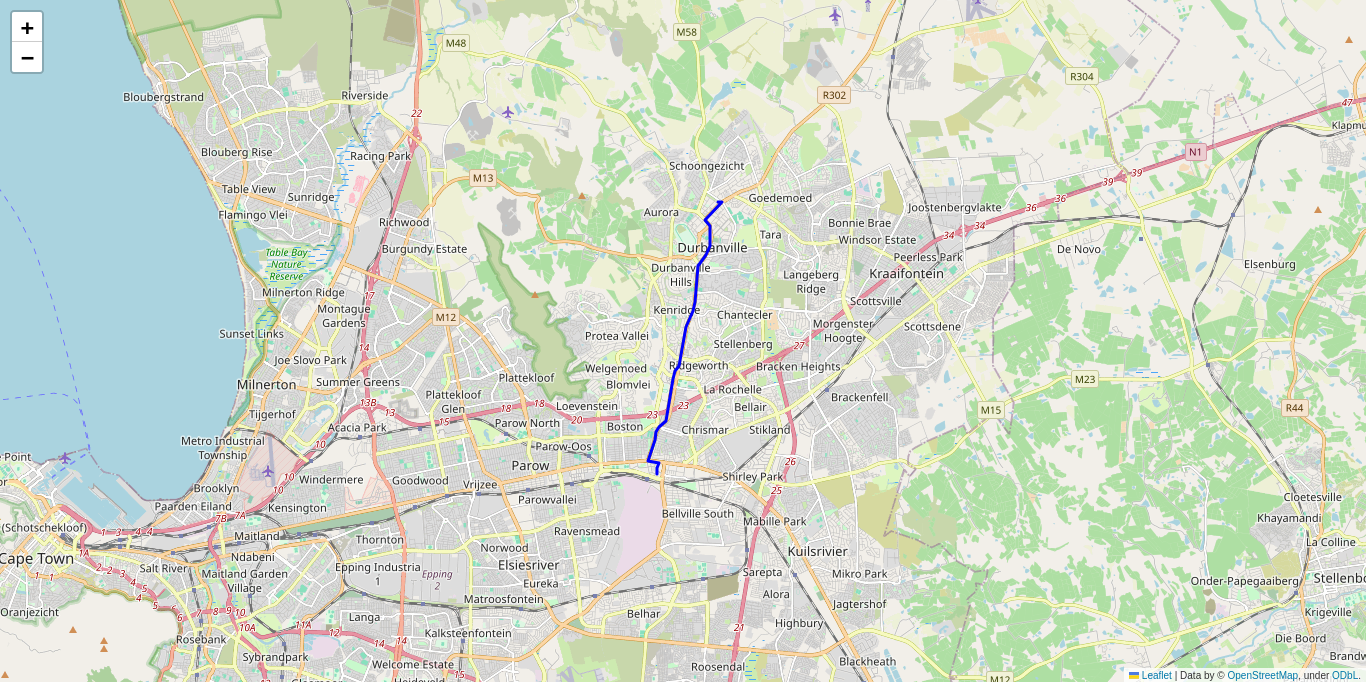 +
−
M48
M58
R304
R302
47
Bloubergstrand
Riverside
22
Klapmu
Blouberg Rise
Racing Park
N1
Schoongezicht
39
39
Table View
Sunridge
M13
Goedemoed
36
36
Joostenbergvlakte
Flamingo Vlei
Richwood
Aurora
Bonnie Brae
34
34
Tara
Windsor Estate
Burgundy Estate
Durbanville
De Novo
Table Bay
Nature
Reserve
Peerless Park
Elsenburg
Durbanville
Hills
Langeberg
Ridge
Kraaifontein
Milnerton Ridge
17
Montague
Gardens
M12
Kenridge
Chantecler
Scottsville
Sunset Links
Protea Vallei
Morgenster
Hoogte
Scottsdene
14
Stellenberg
27
Joe Slovo Park
Welgemoed
Ridgeworth
Bracken Heights
Milnerton
Summer Greens
Plattekloof
Blomvlei
La Rochelle
M23
Plattekloof
Glen
Brackenfell
13B
18
18
Loevenstein
23
23
Bellair
M15
R44
Tijgerhof
20
Acacia Park
Parow North
Boston
Chrismar
Stikland
Metro Industrial
Township
10
Parow-Oos
Point
10
Parow
26
Brooklyn
Windermere
Goodwood
Vrijzee
Shirley Park
25
Paarden Eiland
10
Kensington
Parowvallei
Cloetesville
7B
7A
Bellville South
Mabille Park
Khayamandi
(Schotschekloof)
1
3
4
4
Maitland
Ravensmead
La Colline
1A
Thornton
Cape Town
Ndabeni
Norwood
Kuilsrivier
Salt River
Epping Industria
1
Elsiesriver
Sarepta
Mikro Park
Onder-Papegaaiberg
Stellenb
1
1
2
2
3
4
Maitland Garden
Village
Epping
2
Eureka
Alora
Oranjezicht
5
6
7
8
9
10
Matroosfontein
Jagtershof
Krigeville
Langa
Belhar
Highbury
10A
11A
12
14
14
21
Rosebank
Kalksteenfontein
Die Boord
Sybrandpark
Welcome Estate
15
Roosendal
Blackheath
Brandw
M12
Leaflet | Data by © OpenStreetMap, under ODbL.